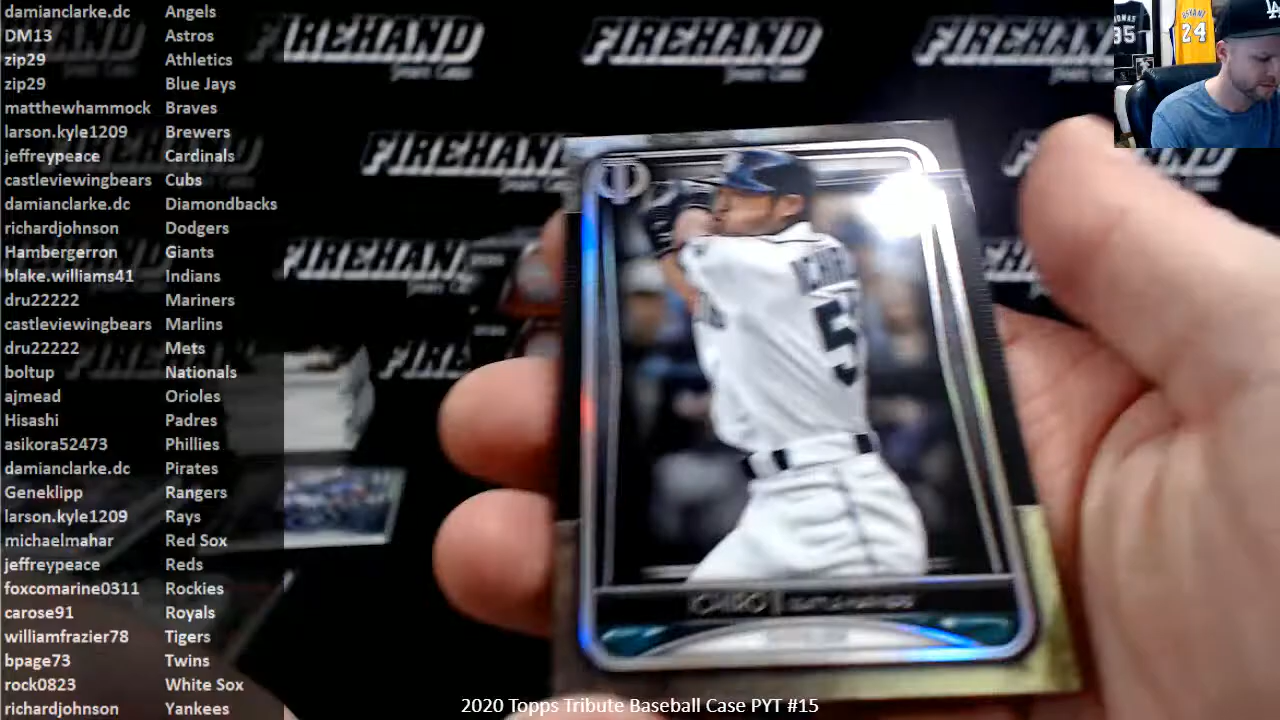 damianclarke.dc Angels
DM13 Astros
zip29 Athletics
zip29 Blue Jays
matthewhammock Braves
larson.kyle1209 Brewers
jeffreypeace Cardinals
castleviewingbears Cubs
damianclarke.dc Diamondbacks
richardjohnson Dodgers
Hambergerron Giants
blake.williams41 Indians
dru22222 Mariners
castleviewingbears Marlins
dru22222 Mets
boltup Nationals
ajmead Orioles
Hisashi Padres
asikora52473 Phillies
damianclarke.dc Pirates
Geneklipp Rangers
larson.kyle1209 Rays
michaelmahar Red Sox
jeffreypeace Reds
foxcomarine0311 Rockies
carose91 Royals
williamfrazier78 Tigers
bpage73 Twins
rock0823 White Sox
richardjohnson Yankees
FIREHAND
FIREHAND
FIREHAND
FIREHAND
FIREHAND
ICHIRO
5
24
LA
2020 Topps Tribute Baseball Case PYT #15